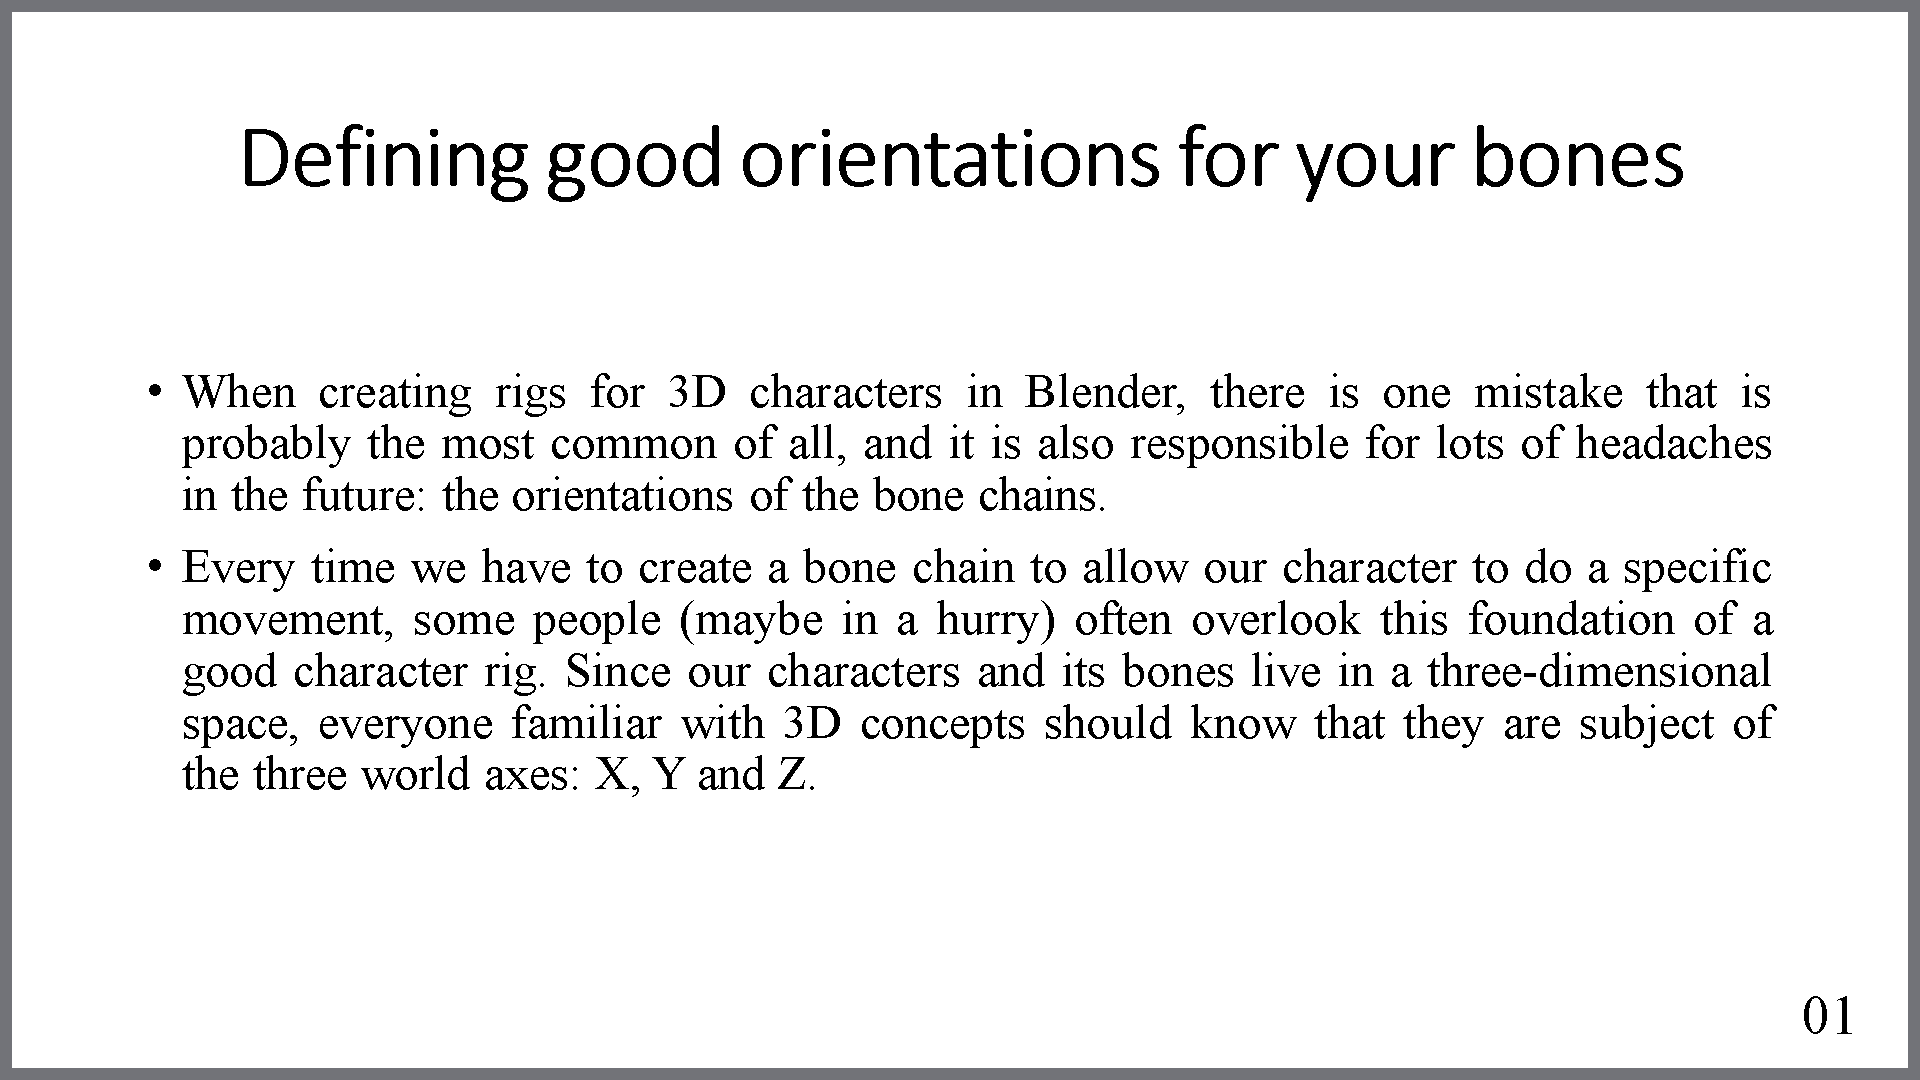 Defining good orientations for your bones
• When creating rigs for 3D characters in Blender, there is one mistake that is
probably the most common of all, and it is also responsible for lots of headaches
in the future: the orientations of the bone chains.
• Every time we have to create a bone chain to allow our character to do a specific
movement, some people (maybe in a hurry) often overlook this foundation of a
good character rig. Since our characters and its bones live in a three-dimensional
space, everyone familiar with 3D concepts should know that they are subject of
the three world axes: X, Y and Z.
01